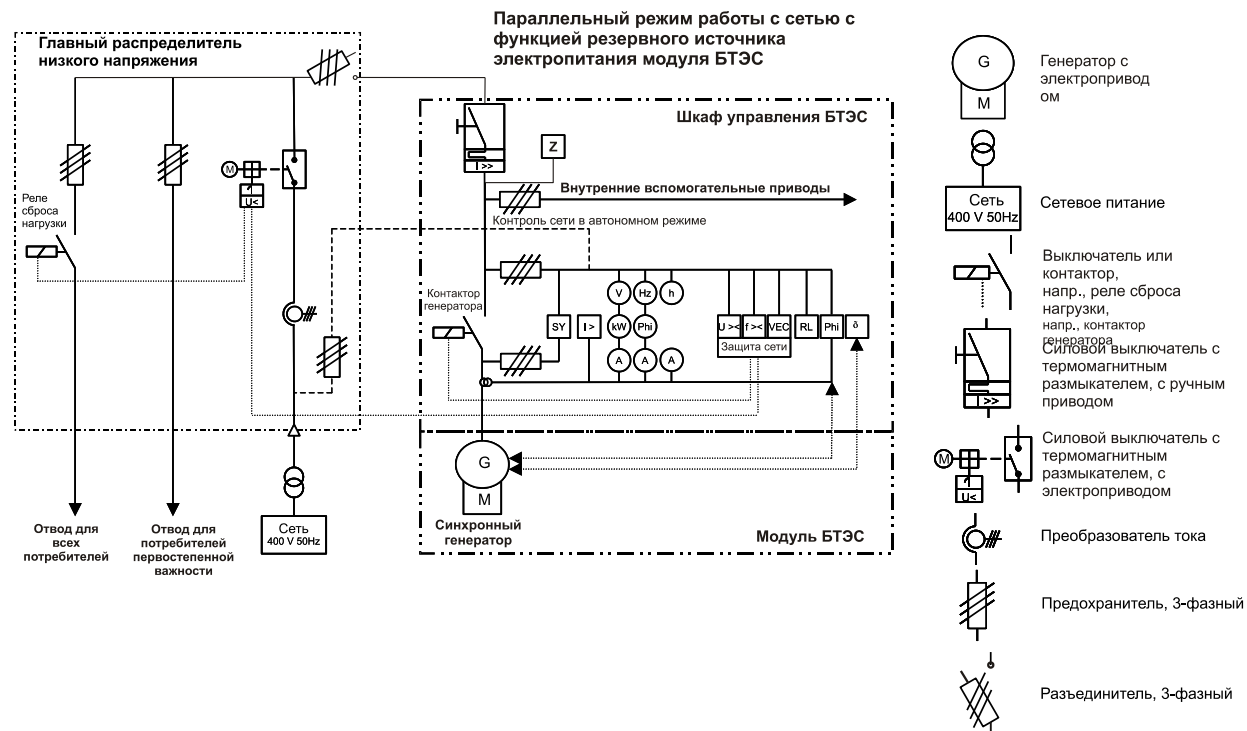 Параллельный режим работы с сетью с
функцией резервного источника
электропитания модуля БТЭС
Главный распределитель
низкого напряжения
Шкаф управления БТЭС
I >>
Z
Внутренние вспомогательные приводы
Контроль сети в автономном режиме
M
U<
Реле
сброса
нагрузки
Контактор
генератора
V
Hz
h
SY
I >
kW
Phi
U ><
f ><
VEC
RL
Phi
δ
Защита сети
A
A
A
G
M
Синхронный
генератор
Модуль БТЭС
Отвод для
всех
потребителей
Отвод для
потребителей
первостепенной
важности
Сеть
400 V 50Hz
G
M
Генератор с
электропривод
ом
Сеть
400 V 50Hz
Сетевое питание
Выключатель или
контактор,
напр., реле сброса
нагрузки,
напр., контактор
генератора
I >>
Силовой выключатель с
термомагнитным
размыкателем, с ручным
приводом
M
U<
Силовой выключатель с
термомагнитным
размыкателем, с
электроприводом
Преобразователь тока
Предохранитель, 3-фазный
Разъединитель, 3-фазный